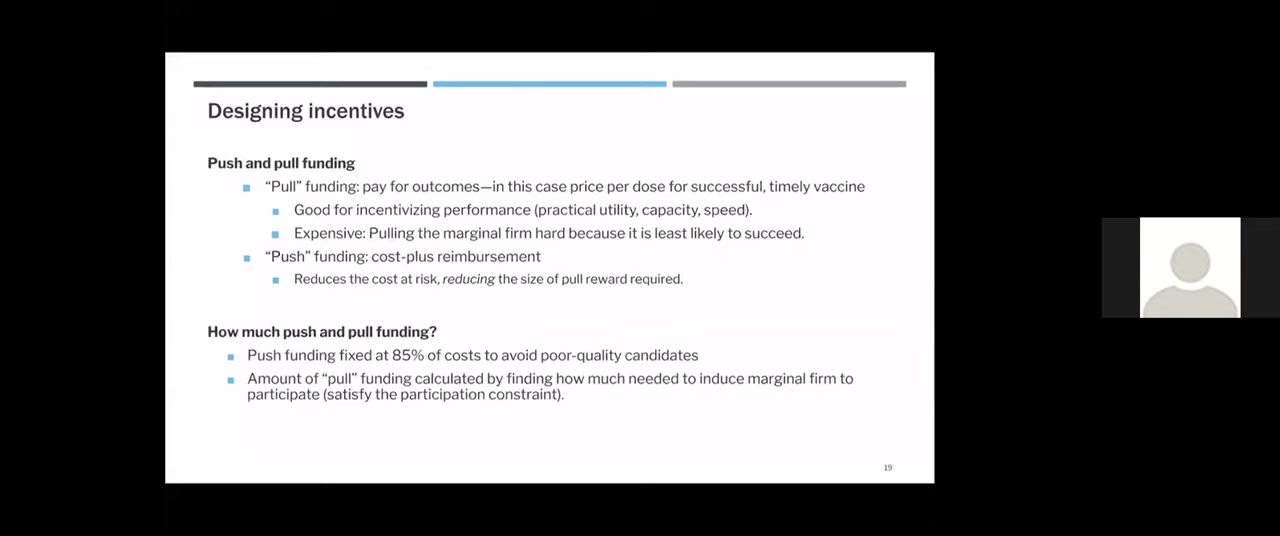 Designing incentives
Push and pull funding
“Pull” funding: pay for outcomes—in this case price per dose for successful, timely vaccine
Good for incentivizing performance (practical utility, capacity, speed).
Expensive: Pulling the marginal firm hard because it is least likely to succeed.
“Push” funding: cost-plus reimbursement
Reduces the cost at risk, reducing the size of pull reward required.
How much push and pull funding?
Push funding fixed at 85% of costs to avoid poor-quality candidates
Amount of “pull” funding calculated by finding how much needed to induce marginal firm to
participate (satisfy the participation constraint).
19